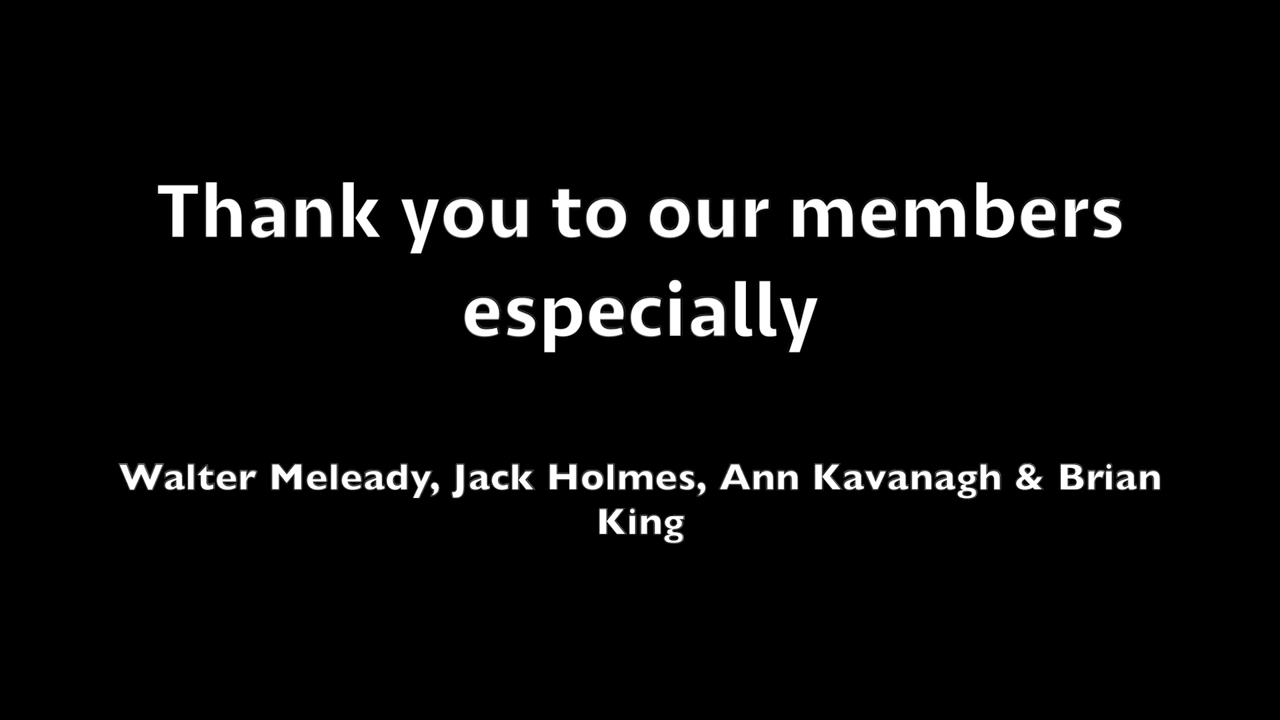 Thank you to our members
especially
Walter Meleady, Jack Holmes, Ann Kavanagh & Brian
King